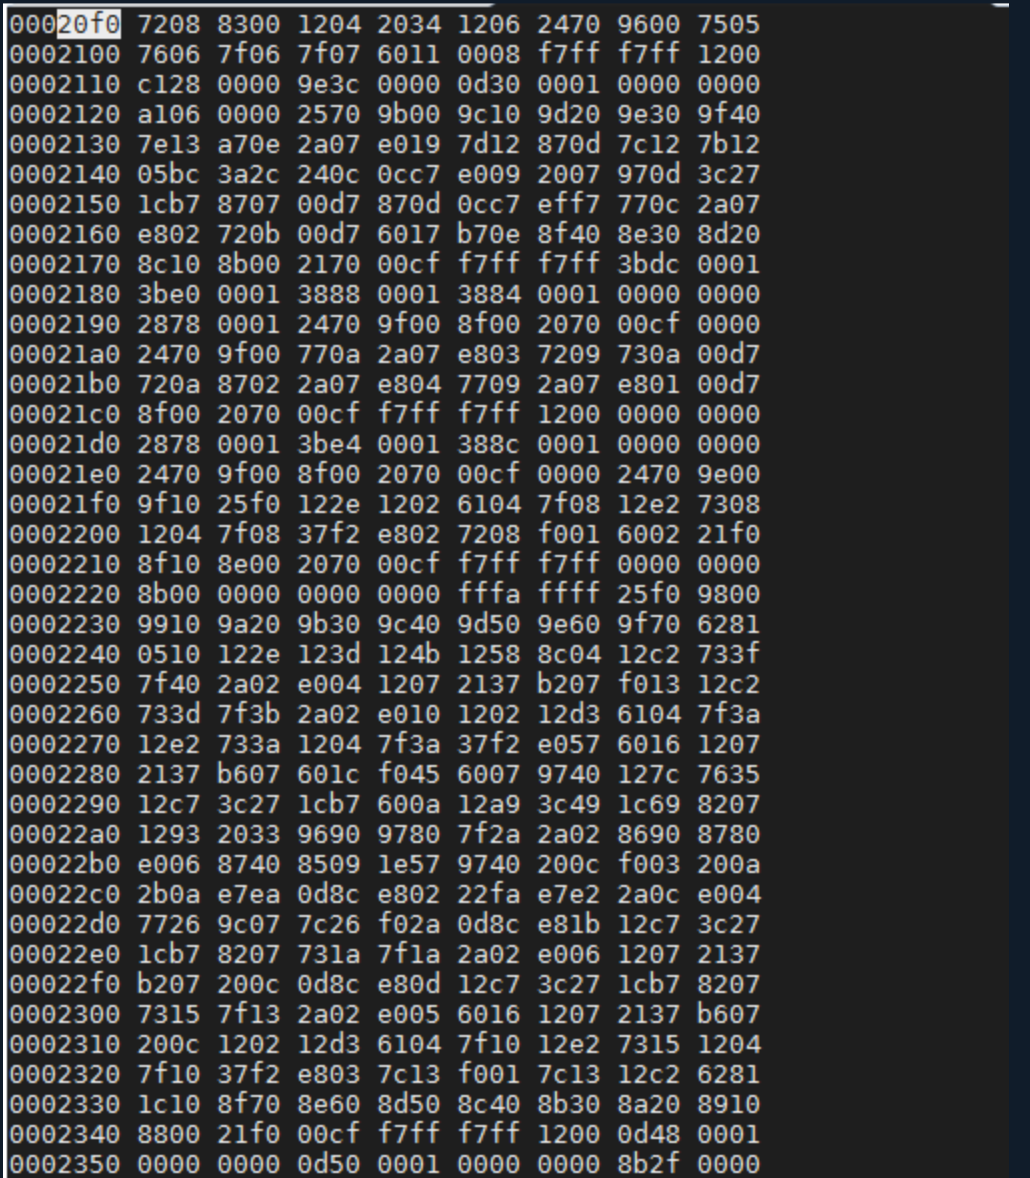 00020f0 7208 8300 1204 2034 1206 2470 9600 7505
0002100 7606 7f06 7f07 6011 0008 f7ff f7ff 1200
0002110 c128 0000 9e3c 0000 0d30 0001 0000 0000
0002120 a106 0000 2570 9b00 9c10 9d20 9e30 9f40
0002130 7e13 a70e 2a07 e019 7d12 870d 7c12 7b12
0002140 05bc 3a2c 240c 0cc7 e009 2007 970d 3c27
0002150 1cb7 8707 00d7 870d 0cc7 eff7 770c 2a07
0002160 e802 720b 00d7 6017 b70e 8f40 8e30 8d20
0002170 8c10 8b00 2170 00cf f7ff f7ff 3bdc 0001
0002180 3be0 0001 3888 0001 3884 0001 0000 0000
0002190 2878 0001 2470 9f00 8f00 2070 00cf 0000
00021a0 2470 9f00 770a 2a07 e803 7209 730a 00d7
00021b0 720a 8702 2a07 e804 7709 2a07 e801 00d7
00021c0 8f00 2070 00cf f7ff f7ff 1200 0000 0000
00021d0 2878 0001 3be4 0001 388c 0001 0000 0000
00021e0 2470 9f00 8f00 2070 00cf 0000 2470 9e00
00021f0 9f10 25f0 122e 1202 6104 7f08 12e2 7308
0002200 1204 7f08 37f2 e802 7208 f001 6002 21f0
0002210 8f10 8e00 2070 00cf f7ff f7ff 0000 0000
0002220 8b00 0000 0000 0000 fffa ffff 25f0 9800
0002230 9910 9a20 9b30 9c40 9d50 9e60 9f70 6281
0002240 0510 122e 123d 124b 1258 8c04 12c2 733f
0002250 7f40 2a02 e004 1207 2137 b207 f013 12c2
0002260 733d 7f3b 2a02 e010 1202 12d3 6104 7f3a
0002270 12e2 733a 1204 7f3a 37f2 e057 6016 1207
0002280 2137 b607 601c f045 6007 9740 127c 7635
0002290 12c7 3c27 1cb7 600a 12a9 3c49 1c69 8207
00022a0 1293 2033 9690 9780 7f2a 2a02 8690 8780
00022b0 e006 8740 8509 1e57 9740 200c f003 200a
00022c0 2b0a e7ea 0d8c e802 22fa e7e2 2a0c e004
00022d0 7726 9c07 7c26 f02a 0d8c e81b 12c7 3c27
00022e0 1cb7 8207 731a 7f1a 2a02 e006 1207 2137
00022f0 b207 200c 0d8c e80d 12c7 3c27 1cb7 8207
0002300 7315 7f13 2a02 e005 6016 1207 2137 b607
0002310 200c 1202 12d3 6104 7f10 12e2 7315 1204
0002320 7f10 37f2 e803 7c13 f001 7c13 12c2 6281
0002330 1c10 8f70 8e60 8d50 8c40 8b30 8a20 8910
0002340 8800 21f0 00cf f7ff f7ff 1200 0d48 0001
0002350 0000 0000 0d50 0001 0000 0000 8b2f 0000